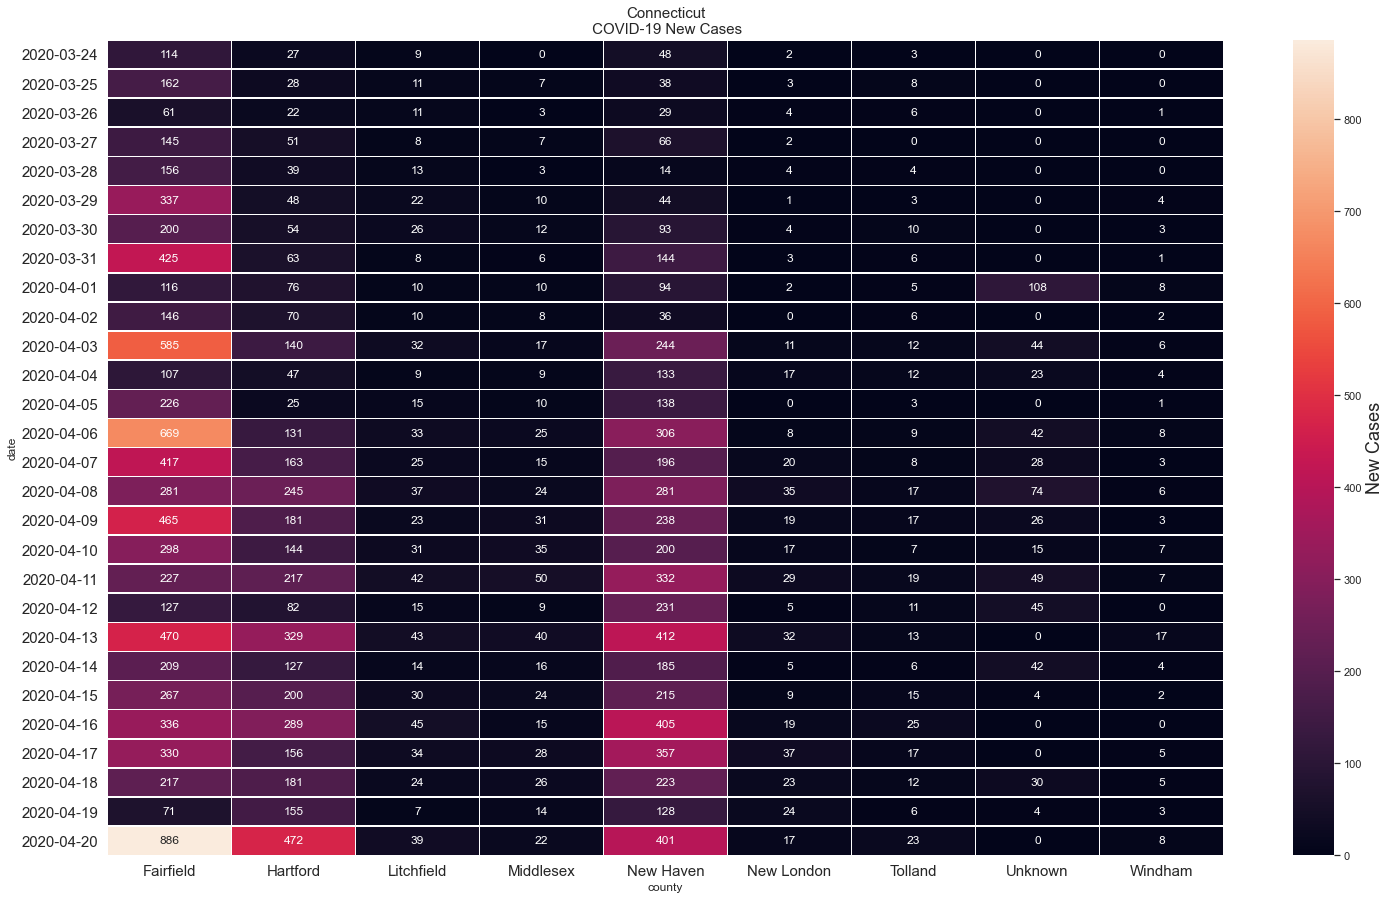 Connecticut
COVID-19 New Cases
2020-03-24 114 27 9 0 48 2 3 0 0
2020-03-25 162 28 11 7 38 3 8 0 0
2020-03-26 61 22 11 3 29 4 6 0 1
2020-03-27 145 51 8 7 66 2 0 0 0
2020-03-28 156 39 13 3 14 4 4 0 0
2020-03-29 337 48 22 10 44 1 3 0 4
2020-03-30 200 54 26 12 93 4 10 0 3
2020-03-31 425 63 8 6 144 3 6 0 1
2020-04-01 116 76 10 10 94 2 5 108 8
2020-04-02 146 70 10 8 36 0 6 0 2
2020-04-03 585 140 32 17 244 11 12 44 6
2020-04-04 107 47 9 9 133 17 12 23 4
2020-04-05 226 25 15 10 138 0 3 0 1
2020-04-06 669 131 33 25 306 8 9 42 8
2020-04-07 417 163 25 15 196 20 8 28 3
2020-04-08 281 245 37 24 281 35 17 74 6
2020-04-09 465 181 23 31 238 19 17 26 3
2020-04-10 298 144 31 35 200 17 7 15 7
2020-04-11 227 217 42 50 332 29 19 49 7
2020-04-12 127 82 15 9 231 5 11 45 0
2020-04-13 470 329 43 40 412 32 13 0 17
2020-04-14 209 127 14 16 185 5 6 42 4
2020-04-15 267 200 30 24 215 9 15 4 2
2020-04-16 336 289 45 15 405 19 25 0 0
2020-04-17 330 156 34 28 357 37 17 0 5
2020-04-18 217 181 24 26 223 23 12 30 5
2020-04-19 71 155 7 14 128 24 6 4 3
2020-04-20 886 472 39 22 401 17 23 0 8
Fairfield Hartford Litchfield Middlesex New Haven New London Tolland Unknown Windham
county
date
800
700
600
500
400
300
200
100
0
New Cases